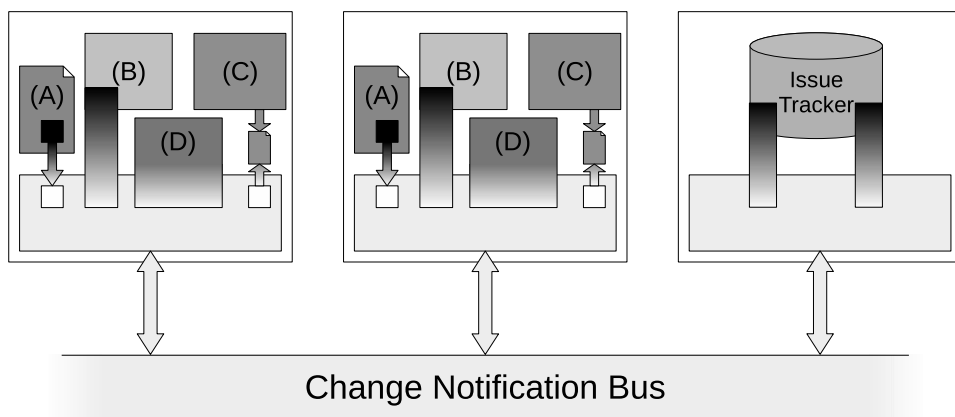 (A)
(B)
(C)
(D)
(A)
(B)
(C)
(D)
Issue
Tracker
Change Notification Bus